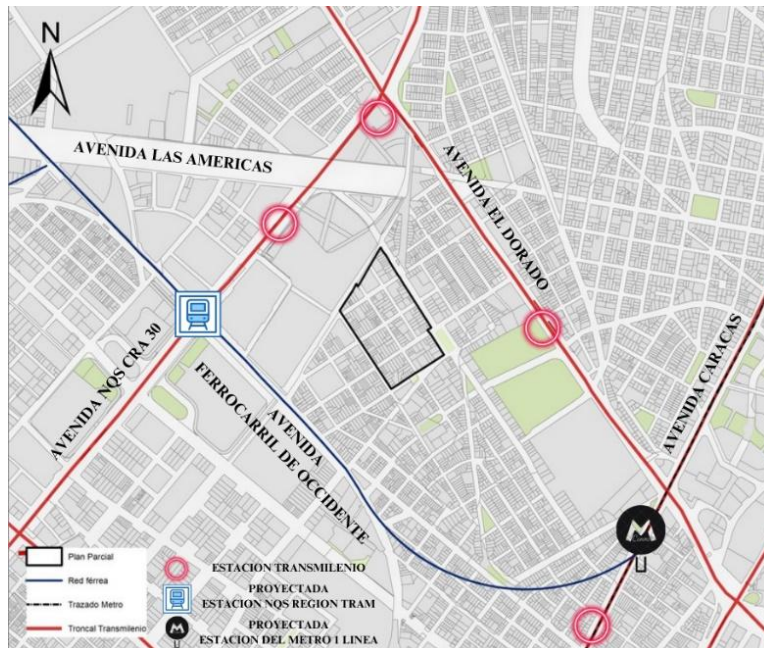 N
AVENIDA LAS AMERICAS
AVENIDA EL DORADO
AVENIDA NQS CRA 30
AVENIDA
FERROCARRIL DE OCCIDENTE
AVENIDA CARACAS
M
Plan Parcial
Red férrea
Trazado Metro
Troncal Transmilenio
ESTACION TRANSMILENIO
PROYECTADA
ESTACION NQS REGION TRAM
M
PROYECTADA
ESTACION DEL METRO 1 LINEA